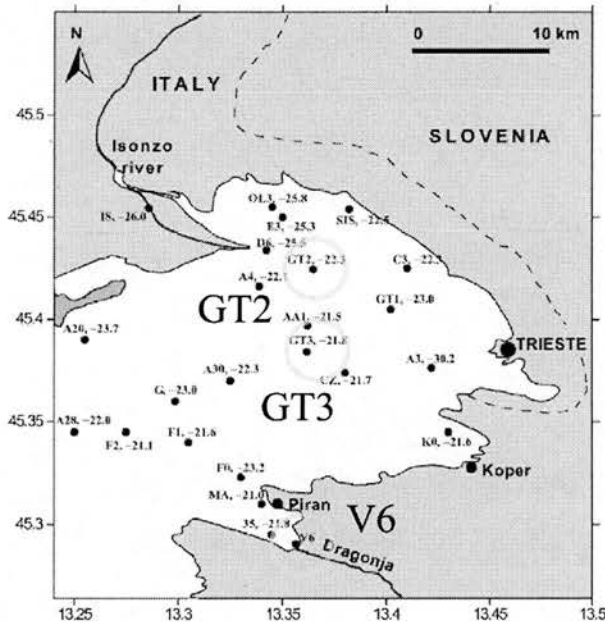 N
0 10 km
ITALY
45.5
SLOVENIA
Isonzo
river
OL3, −25.8
IS, −26.0
E3, −25.3
SIS, −22.5
45.45
D6, −25.5
GT2, −22.3
C3, −22.3
A4,
GT2
GT1, −23.0
AA1, −21.5
45.4
A20, −23.7
GT3, −21.8
TRIESTE
A30, −22.3
CZ, −21.7
A3, −30.2
G, −23.0
GT3
45.35
A28, −22.0
F2, −21.1
F1, −21.6
K0, −21.6
Koper
F0, −23.2
MA, −21.0
Piran
V6
45.3
35, −21.8
V6
Dragonja
13.25 13.3 13.35 13.4 13.45 13.5